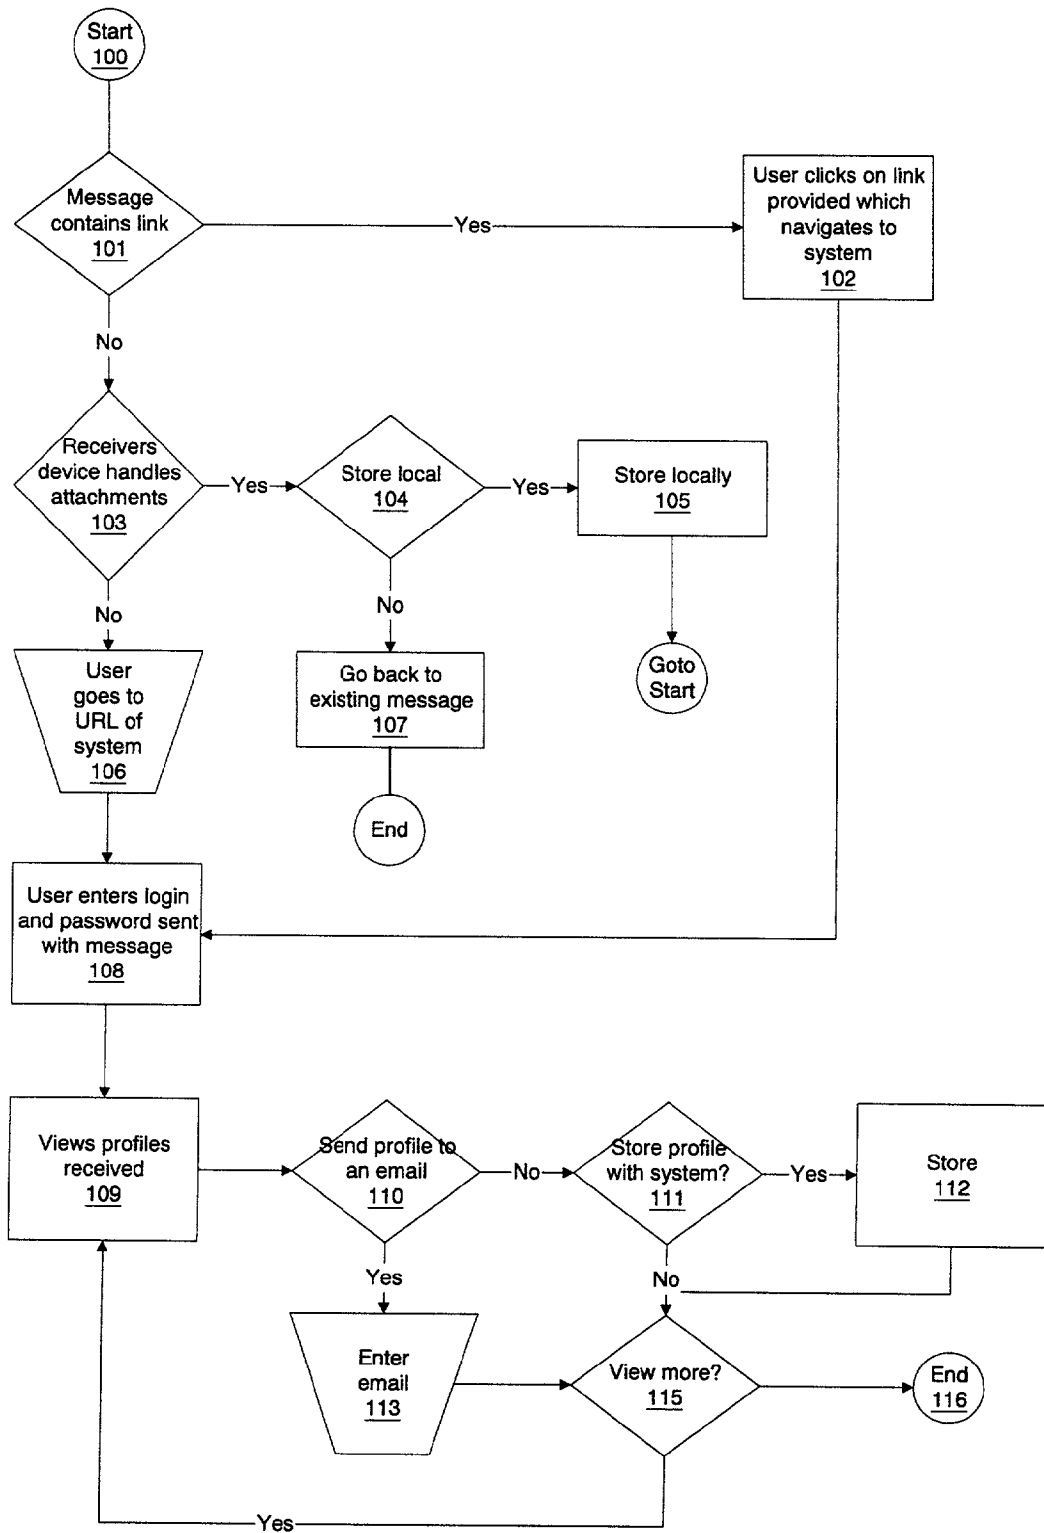 Start
100
Message
contains link
101
Yes
User clicks on link
provided which
navigates to
system
102
No
Receivers
device handles
attachments
103
Yes
Store local
104
Yes
Store locally
105
No
No
User
goes to
URL of
system
106
Go back to
existing message
107
Goto
Start
End
User enters login
and password sent
with message
108
Views profiles
received
109
Send profile to
an email
110
No
Store profile
with system?
111
Yes
Store
112
Yes
No
Enter
email
113
View more?
115
End
116
Yes